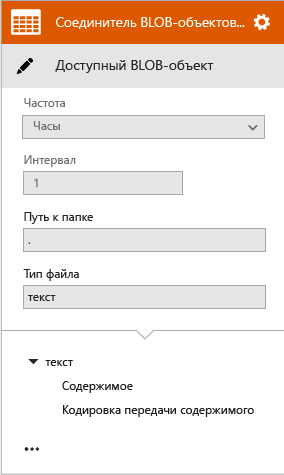 Соединитель BLOB-объектов...
Доступный BLOB-объект
Частота
Часы
Интервал
1
Путь к папке
.
Тип файла
текст
текст
Содержимое
Кодировка передачи содержимого
...